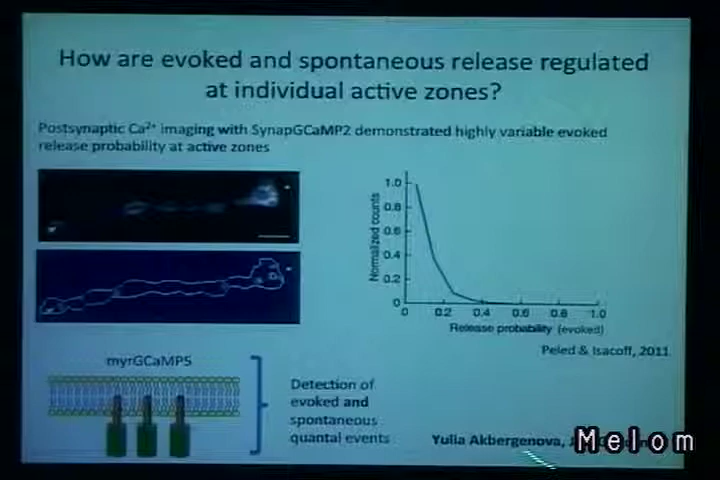 How are evoked and spontaneous release regulated
at individual active zones?
Postsynaptic Ca²⁺ imaging with SynapGCaMP2 demonstrated highly variable evoked
release probability at active zones
1.0
0.8
0.6
0.4
0.2
0
Normalized counts
0 0.2 0.4 0.6 0.8 1.0
Release probability (evoked)
Peled & Isacoff, 2011
myrGCaMP5
Detection of
evoked and
spontaneous
quantal events
Yulia Akbergenova,
Melom